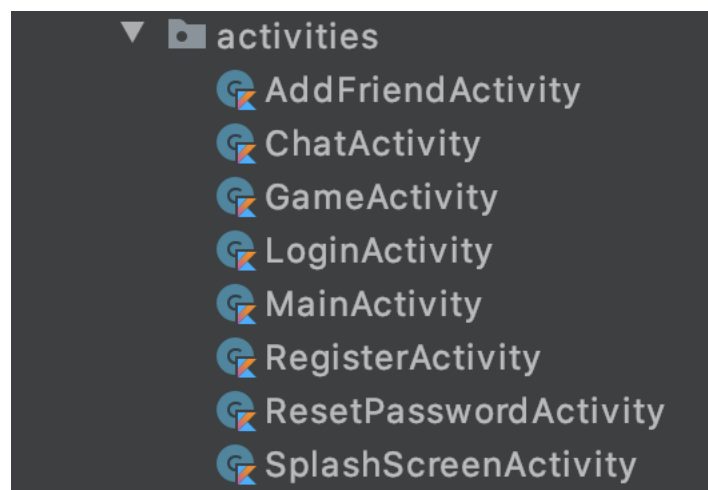 activities
AddFriendActivity
ChatActivity
GameActivity
LoginActivity
MainActivity
RegisterActivity
ResetPasswordActivity
SplashScreenActivity